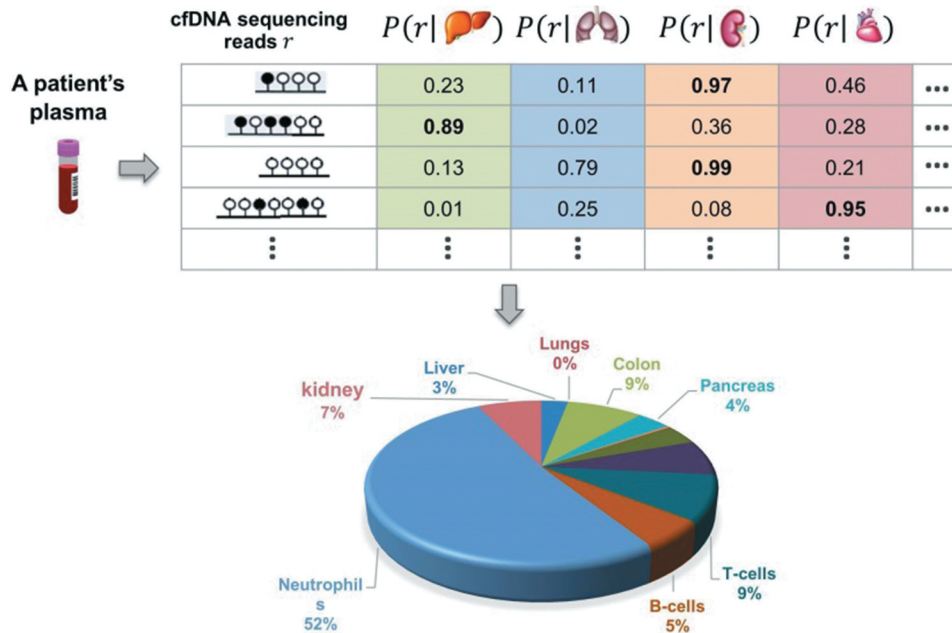 cfDNA sequencing
reads r
P(r|
)
P(r|
)
P(r|
)
P(r|
)
A patient's
plasma
0.23 0.11 0.97 0.46 ...
0.89 0.02 0.36 0.28 ...
0.13 0.79 0.99 0.21 ...
0.01 0.25 0.08 0.95 ...
Lungs
0%
Liver
3%
Colon
9%
kidney
7%
Pancreas
4%
Neutrophil
s
52%
T-cells
9%
B-cells
5%